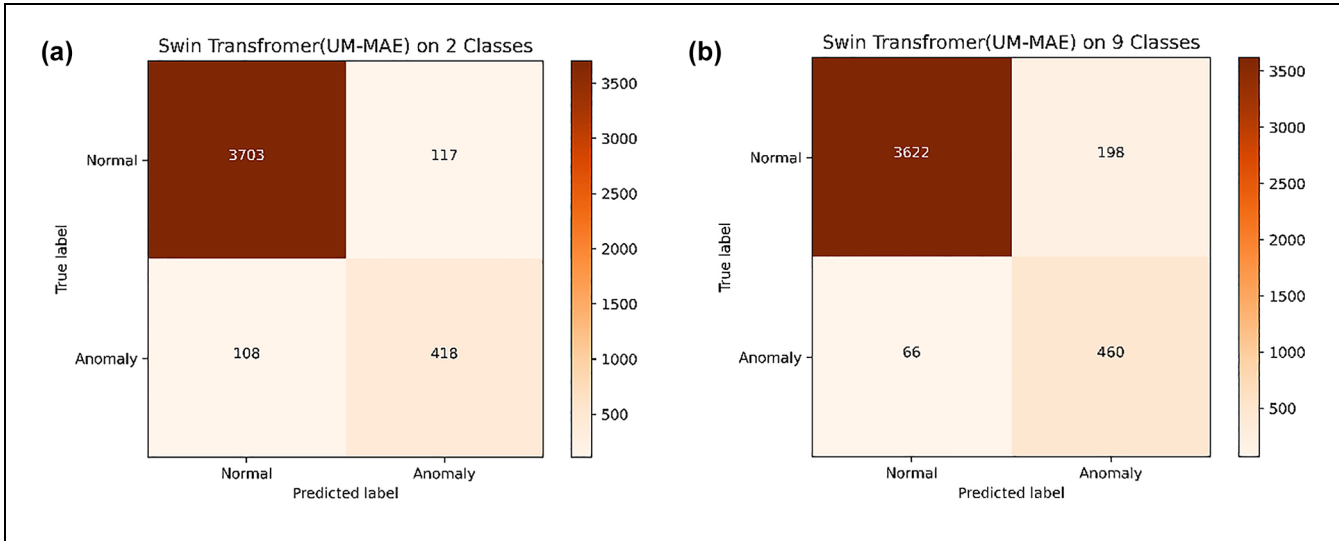 (a)
Swin Transfromer(UM-MAE) on 2 Classes
Normal
Anomaly
True label
3703
117
108
418
Normal
Anomaly
Predicted label
3500
3000
2500
2000
1500
1000
500
(b)
Swin Transfromer(UM-MAE) on 9 Classes
Normal
Anomaly
True label
3622
198
66
460
Normal
Anomaly
Predicted label
3500
3000
2500
2000
1500
1000
500